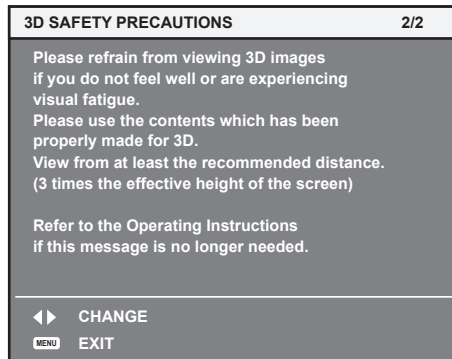 3D SAFETY PRECAUTIONS 2/2
Please refrain from viewing 3D images
if you do not feel well or are experiencing
visual fatigue.
Please use the contents which has been
properly made for 3D.
View from at least the recommended distance.
(3 times the effective height of the screen)
Refer to the Operating Instructions
if this message is no longer needed.
CHANGE
MENU EXIT